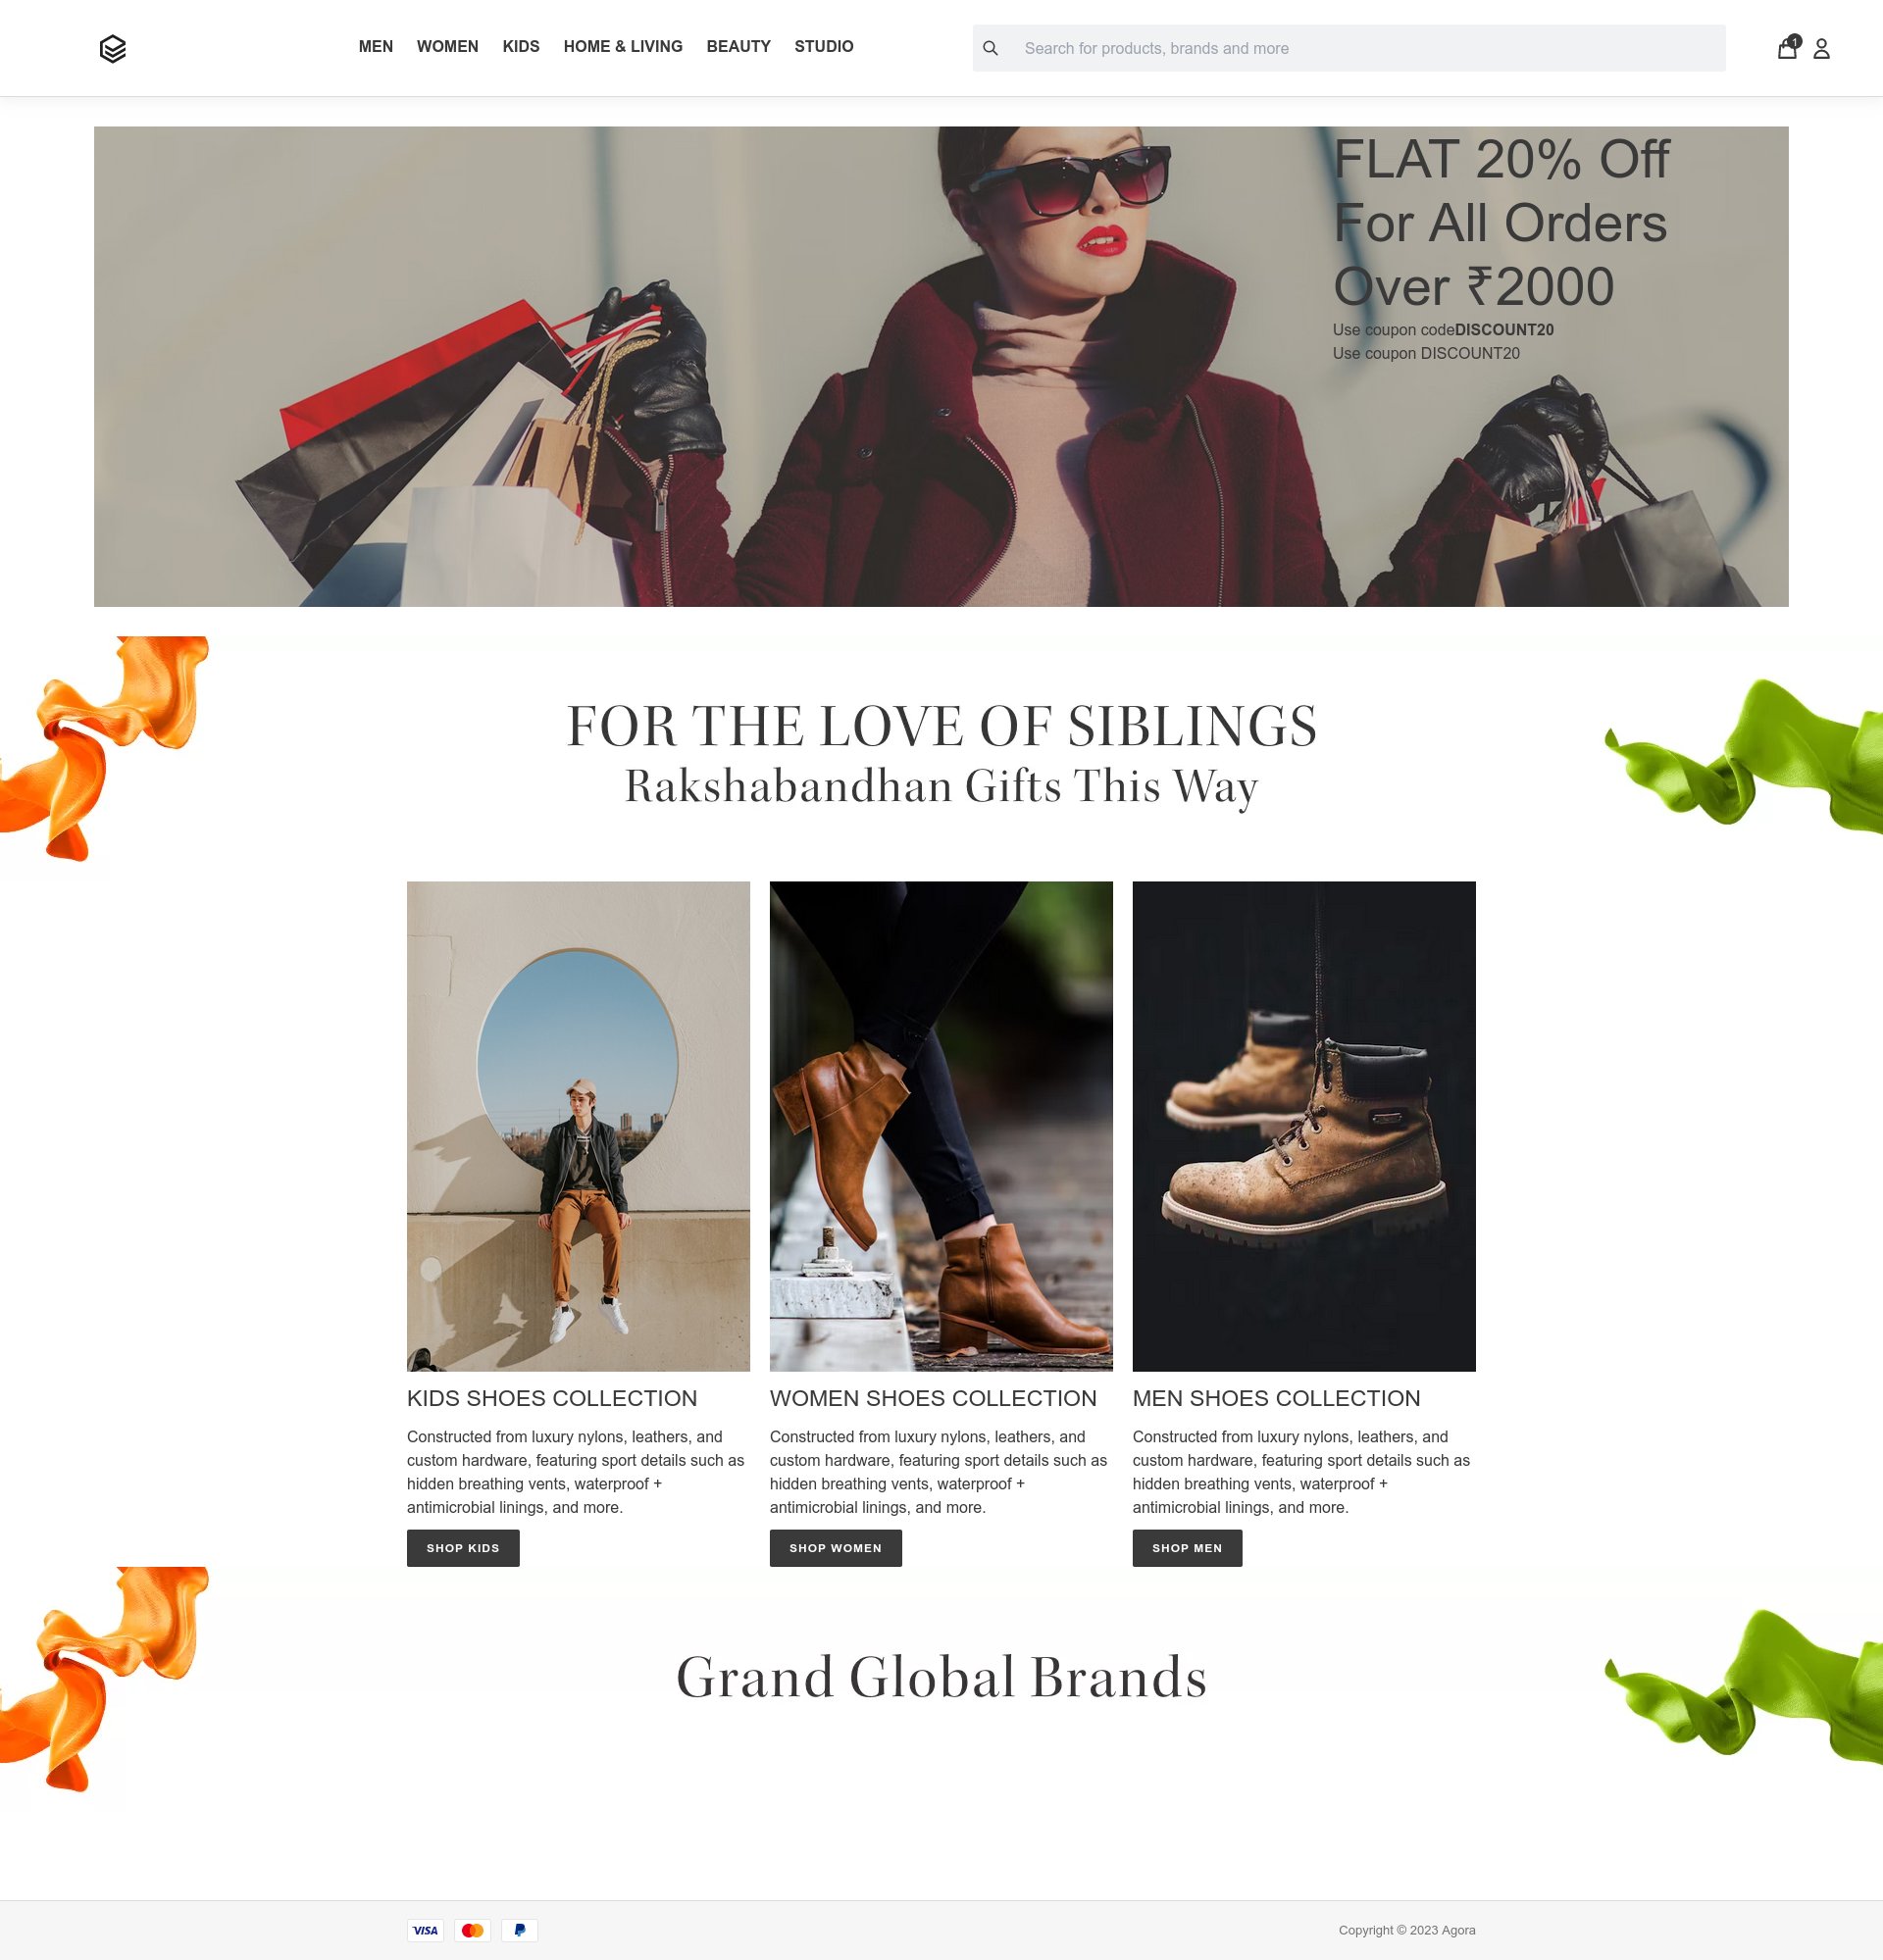 MEN WOMEN KIDS HOME & LIVING BEAUTY STUDIO
Search for products, brands and more
1
FLAT 20% Off
For All Orders
Over ₹2000
Use coupon codeDISCOUNT20
Use coupon DISCOUNT20
FOR THE LOVE OF SIBLINGS
Rakshabandhan Gifts This Way
KIDS SHOES COLLECTION
Constructed from luxury nylons, leathers, and
custom hardware, featuring sport details such as
hidden breathing vents, waterproof +
antimicrobial linings, and more.
SHOP KIDS
WOMEN SHOES COLLECTION
Constructed from luxury nylons, leathers, and
custom hardware, featuring sport details such as
hidden breathing vents, waterproof +
antimicrobial linings, and more.
SHOP WOMEN
MEN SHOES COLLECTION
Constructed from luxury nylons, leathers, and
custom hardware, featuring sport details such as
hidden breathing vents, waterproof +
antimicrobial linings, and more.
SHOP MEN
Grand Global Brands
VISA
Copyright © 2023 Agora